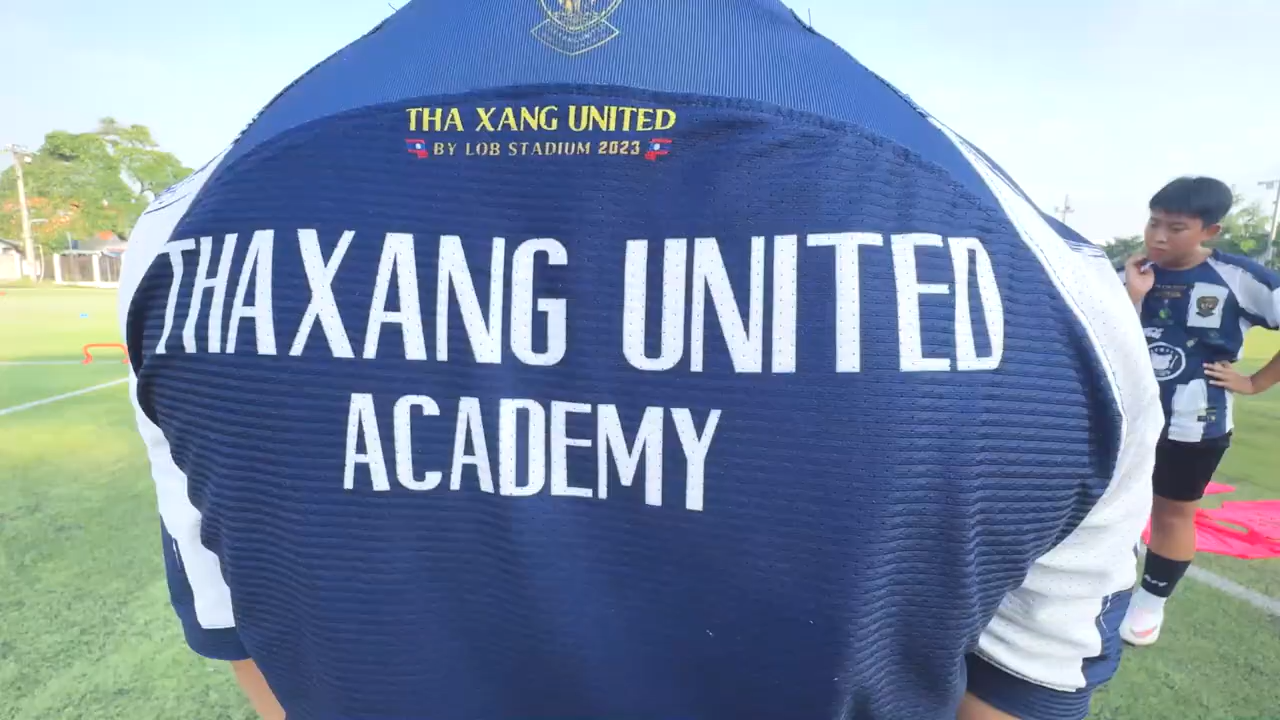 THA XANG UNITED
BY LOB STADIUM 2023
THAXANG UNITED
ACADEMY